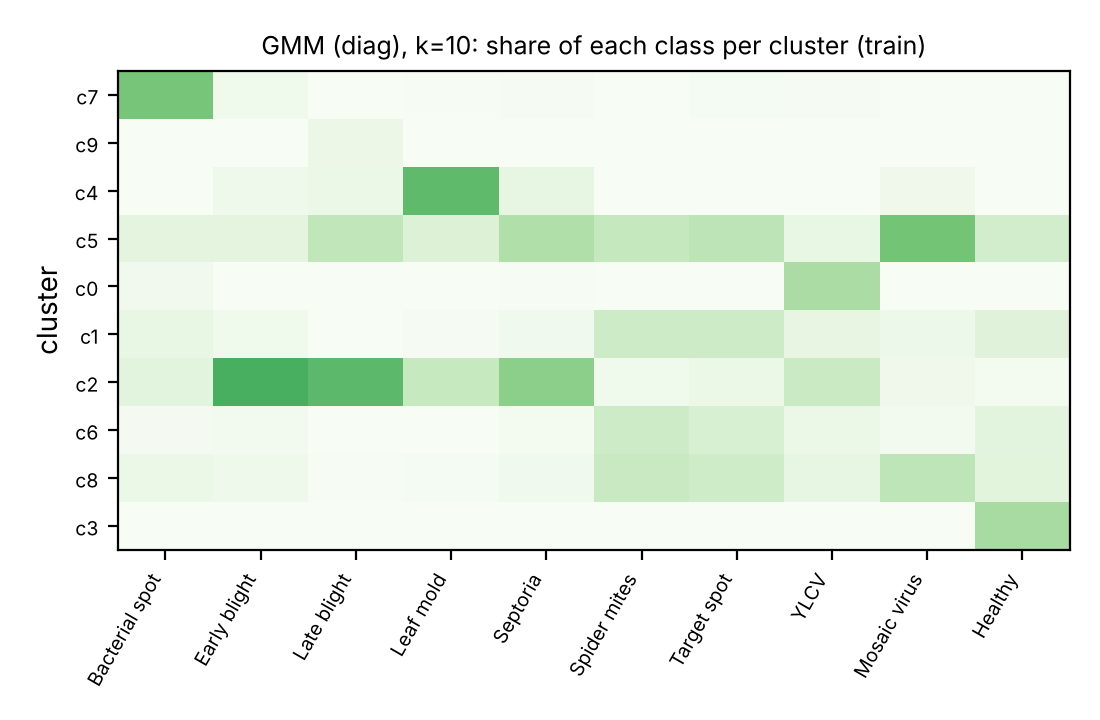 GMM (diag), k=10: share of each class per cluster (train)
cluster
c7
c9
c4
c5
c0
c1
c2
c6
c8
c3
Bacterial spot
Early blight
Late blight
Leaf mold
Septoria
Spider mites
Target spot
YLCV
Mosaic virus
Healthy